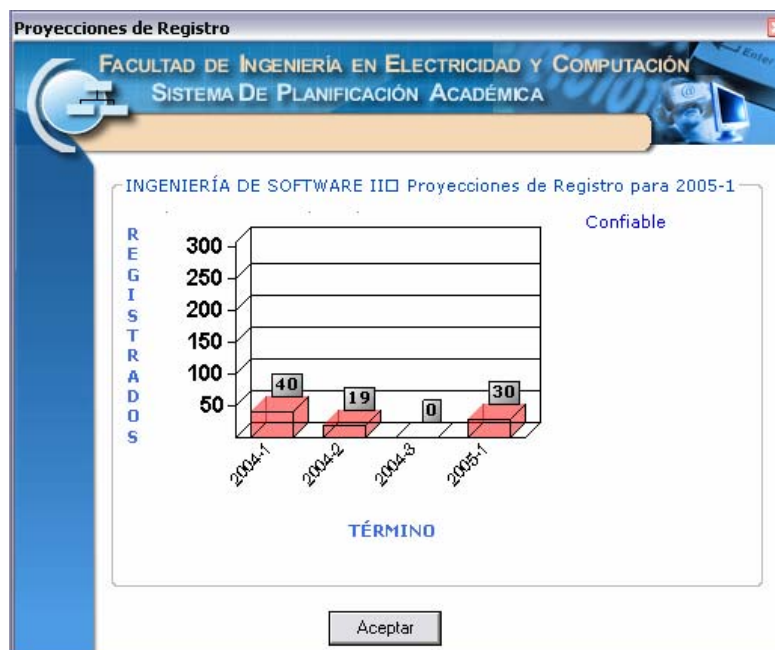 Proyecciones de Registro
FACULTAD DE INGENIERÍA EN ELECTRICIDAD Y COMPUTACIÓN
SISTEMA DE PLANIFICACIÓN ACADÉMICA
Enter
@
INGENIERÍA DE SOFTWARE II□ Proyecciones de Registro para 2005-1
Confiable
REGISTRADOS
300
250
200
150
100
50
40
19
0
30
2004-1
2004-2
2004-3
2005-1
TÉRMINO
Aceptar